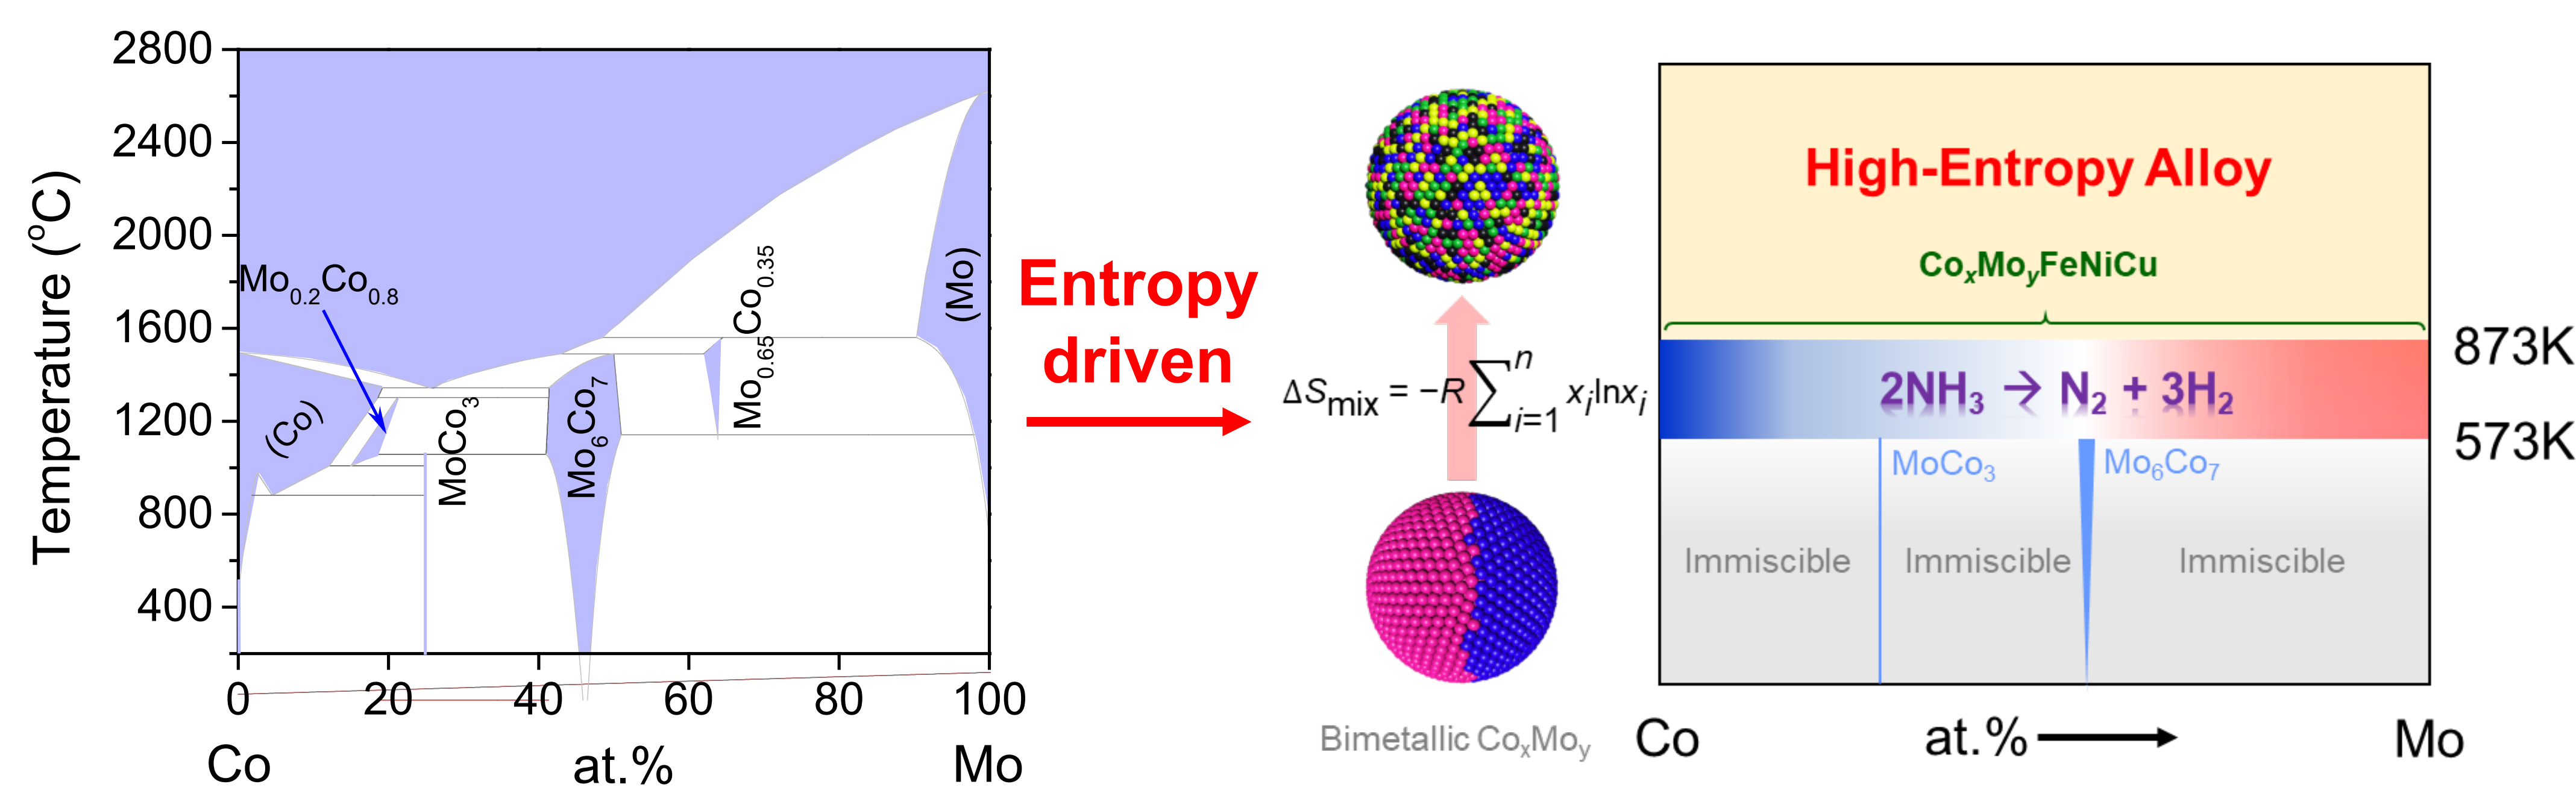 2800
2400
2000
1600
1200
800
400
Temperature (°C)
0 20 40 60 80 100
Co at.% Mo
Mo0.2Co0.8
(Co)
MoCo3
Mo6Co7
Mo0.65Co0.35
(Mo)
Entropy
driven
ΔSmix = −R∑ⁿi=1 xilnxi
Bimetallic CoxMoy
High-Entropy Alloy
CoxMoyFeNiCu
873K
2NH3 → N2 + 3H2
573K
MoCo3
Mo6Co7
Immiscible Immiscible Immiscible
Co at.% Mo